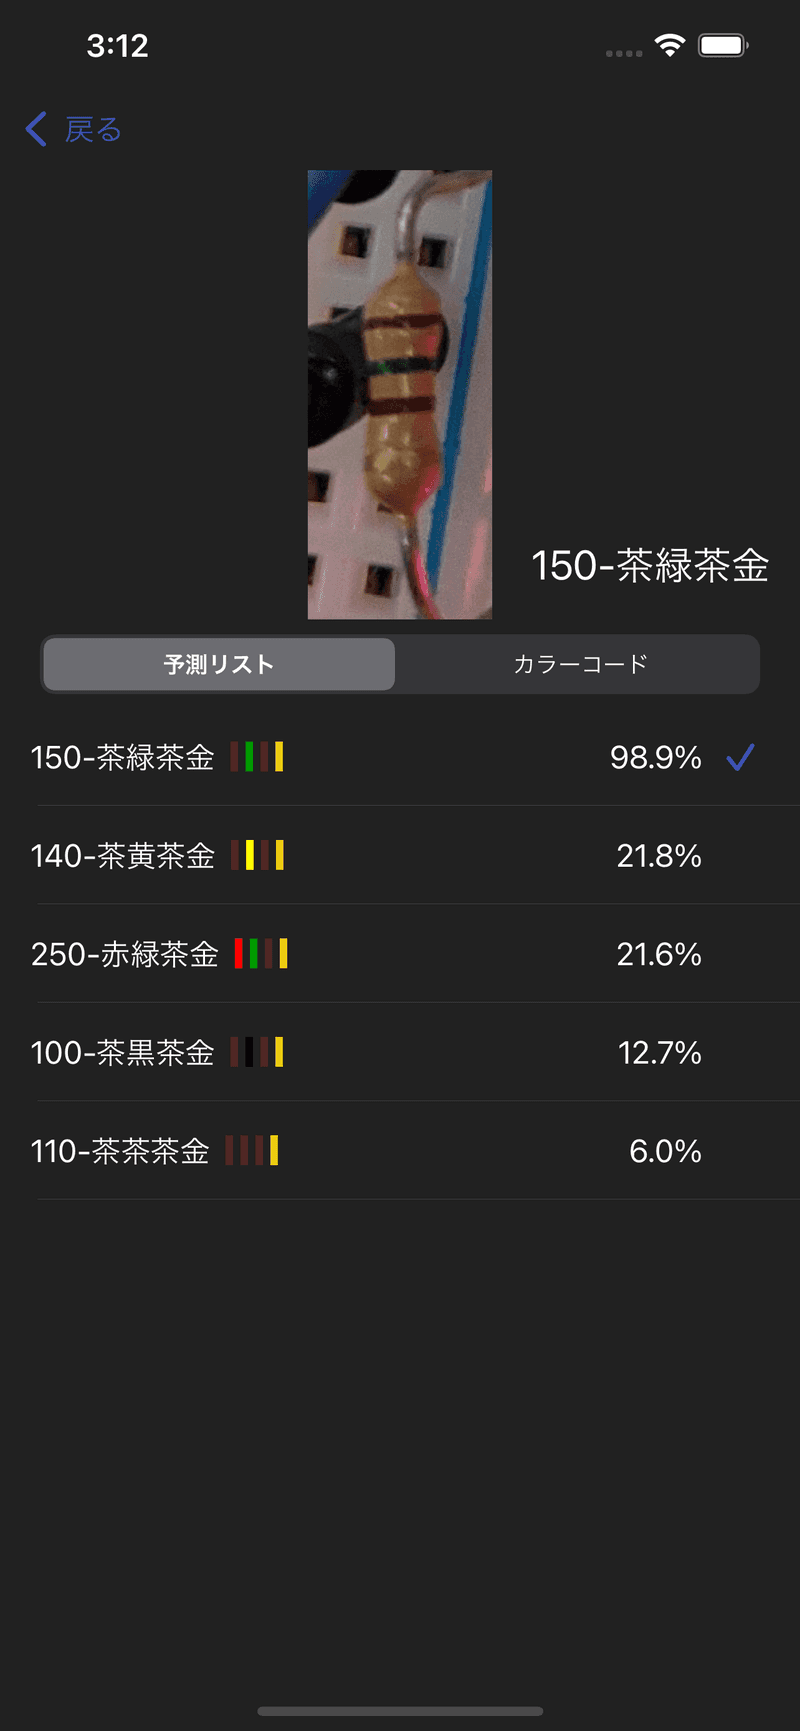 3:12
戻る
150-茶緑茶金
予測リスト
カラーコード
150-茶緑茶金 98.9%
140-茶黄茶金 21.8%
250-赤緑茶金 21.6%
100-茶黒茶金 12.7%
110-茶茶茶金 6.0%